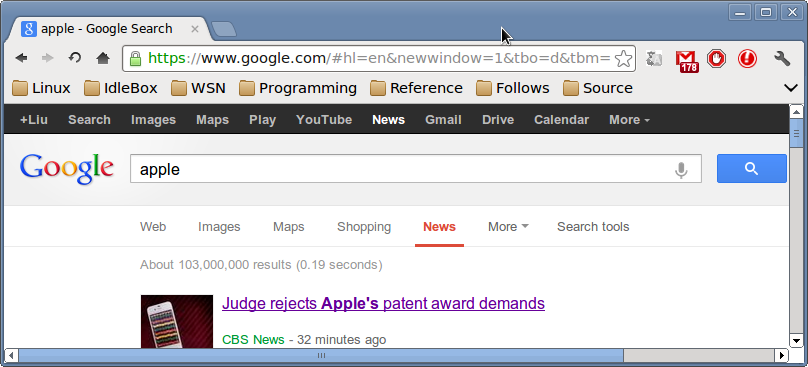 apple - Google Search
https://www.google.com/#hl=en&newwindow=1&tbo=d&tbm=
178
Linux IdleBox WSN Programming Reference Follows Source
+Liu Search Images Maps Play YouTube News Gmail Drive Calendar More
Google apple
Web Images Maps Shopping News More Search tools
About 103,000,000 results (0.19 seconds)
Judge rejects Apple's patent award demands
CBS News - 32 minutes ago